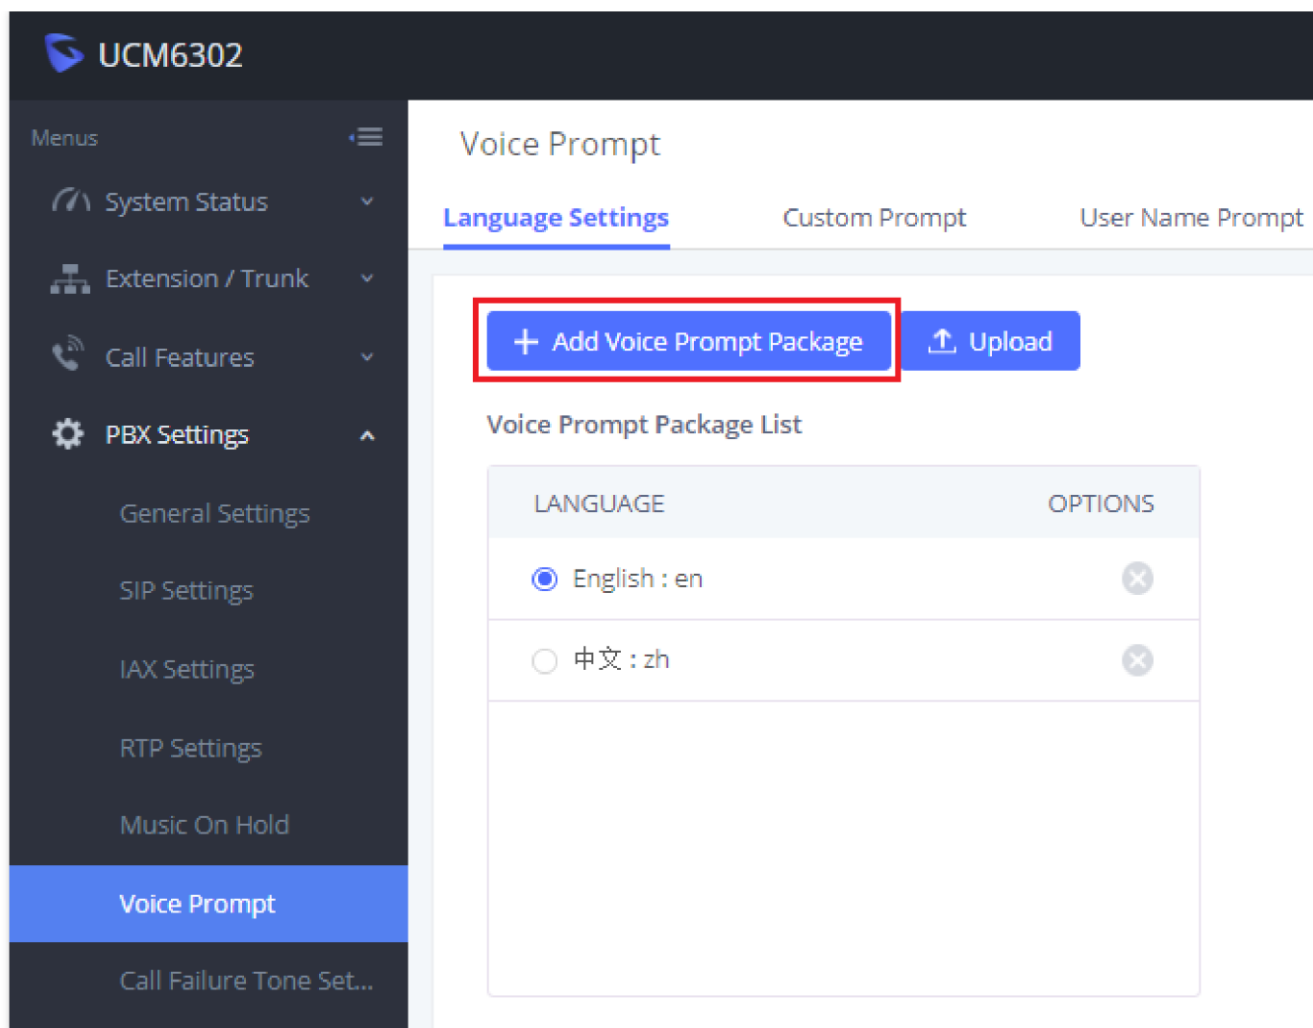 UCM6302
Menus
System Status
Extension / Trunk
Call Features
PBX Settings
General Settings
SIP Settings
IAX Settings
RTP Settings
Music On Hold
Voice Prompt
Call Failure Tone Set...
Voice Prompt
Language Settings Custom Prompt User Name Prompt
+ Add Voice Prompt Package Upload
Voice Prompt Package List
LANGUAGE OPTIONS
English : en
中文 : zh